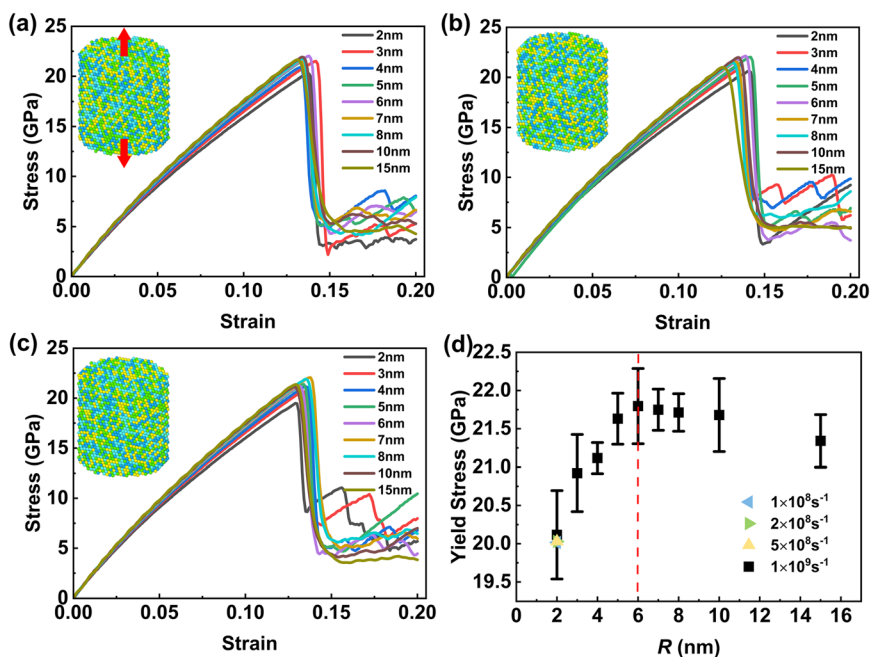 (a)
25
20
15
10
5
0
Stress (GPa)
0.00 0.05 0.10 0.15 0.20
Strain
2nm
3nm
4nm
5nm
6nm
7nm
8nm
10nm
15nm
(b)
25
20
15
10
5
0
Stress (GPa)
0.00 0.05 0.10 0.15 0.20
Strain
2nm
3nm
4nm
5nm
6nm
7nm
8nm
10nm
15nm
(c)
25
20
15
10
5
0
Stress (GPa)
0.00 0.05 0.10 0.15 0.20
Strain
2nm
3nm
4nm
5nm
6nm
7nm
8nm
10nm
15nm
(d)
22.5
22.0
21.5
21.0
20.5
20.0
19.5
Yield Stress (GPa)
0 2 4 6 8 10 12 14 16
R (nm)
1×10⁸s⁻¹
2×10⁸s⁻¹
5×10⁸s⁻¹
1×10⁹s⁻¹